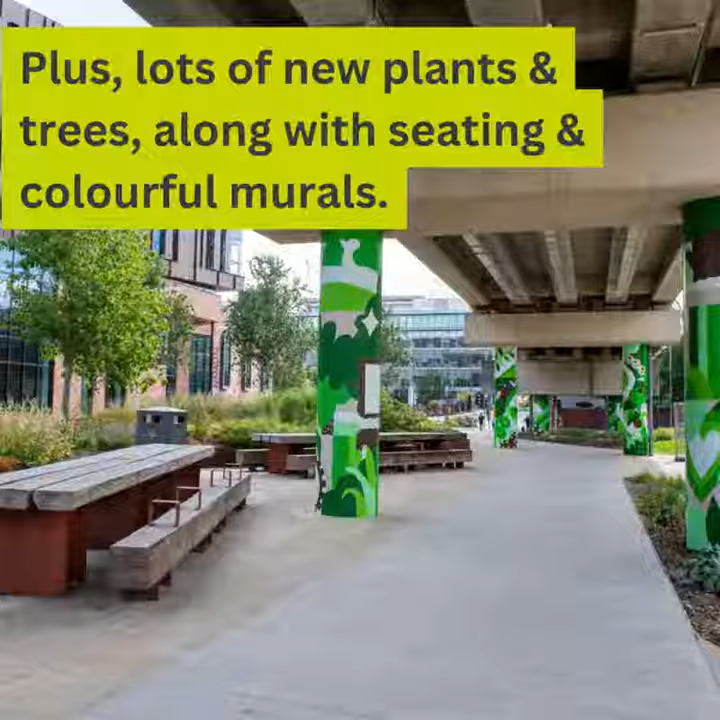 Plus, lots of new plants &
trees, along with seating &
colourful murals.